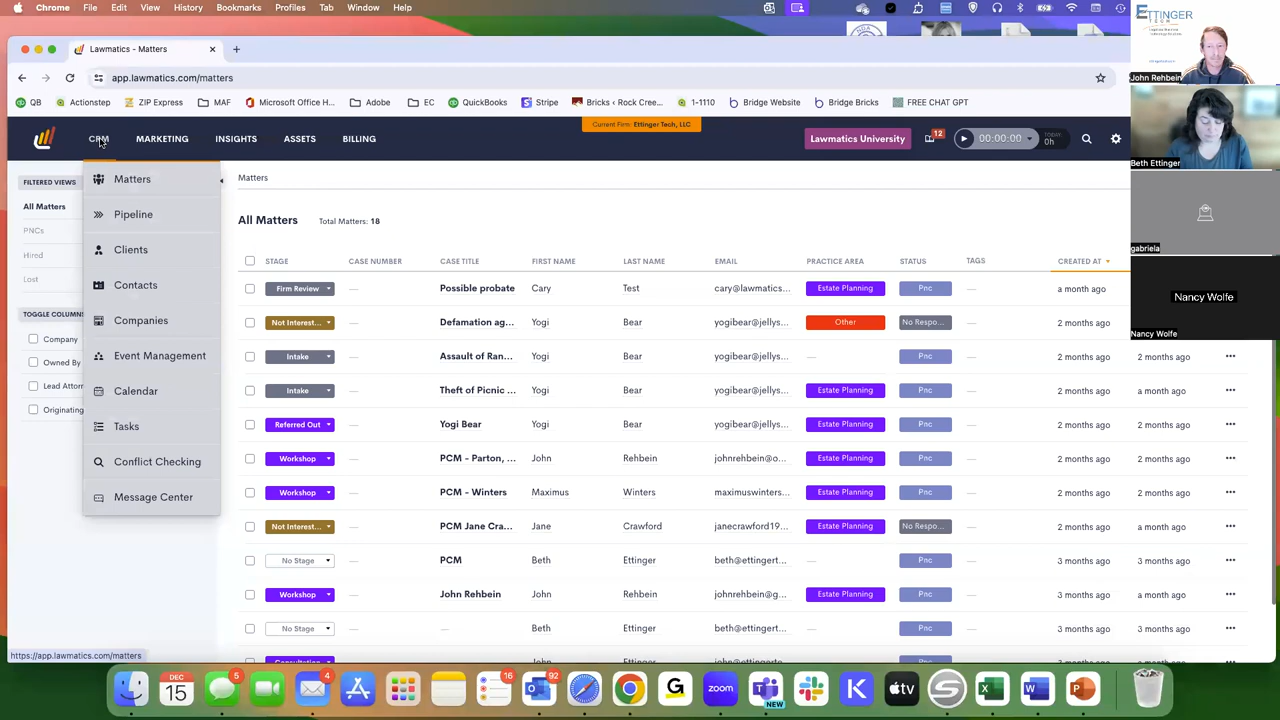 File Edit View History Bookmarks Profiles Tab Window Help
Lawmatics - Matters
app.lawmatics.com/matters
QB Actionstep ZIP Express MAF Microsoft Office H... Adobe EC QuickBooks Stripe Bricks ‹ Rock Cree... 1-1110 Bridge Website Bridge Bricks FREE CHAT GPT
Current Firm: Ettinger Tech, LLC
CRM MARKETING INSIGHTS ASSETS BILLING Lawmatics University 12 00:00:00 TODAY: 0h
FILTERED VIEWS
All Matters
PNCs
Hired
Lost
TOGGLE COLUMN
Company
Owned By
Lead Attor
Originating
Matters
Pipeline
Clients
Contacts
Companies
Event Management
Calendar
Tasks
Conflict Checking
Message Center
Matters
All Matters Total Matters: 18
STAGE CASE NUMBER CASE TITLE FIRST NAME LAST NAME EMAIL PRACTICE AREA STATUS TAGS CREATED AT
Firm Review — Possible probate Cary Test cary@lawmatics... Estate Planning Pnc — a month ago
Not Interest... — Defamation ag... Yogi Bear yogibear@jellys... Other No Respo... — 2 months ago
Intake — Assault of Ran... Yogi Bear yogibear@jellys... — Pnc — 2 months ago 2 months ago
Intake — Theft of Picnic ... Yogi Bear yogibear@jellys... Estate Planning Pnc — 2 months ago a month ago
Referred Out — Yogi Bear Yogi Bear yogibear@jellys... Estate Planning Pnc — 2 months ago 2 months ago
Workshop — PCM - Parton, ... John Rehbein johnrehbein@o... Estate Planning Pnc — 2 months ago 2 months ago
Workshop — PCM - Winters Maximus Winters maximuswinters... Estate Planning Pnc — 2 months ago 2 months ago
Not Interest... — PCM Jane Cra... Jane Crawford janecrawford19... Estate Planning No Respo... — 2 months ago a month ago
No Stage — PCM Beth Ettinger beth@ettingert... — Pnc — 3 months ago 3 months ago
Workshop — John Rehbein John Rehbein johnrehbein@g... Estate Planning Pnc — 3 months ago a month ago
No Stage — — Beth Ettinger beth@ettingert... — Pnc — 3 months ago 3 months ago
https://app.lawmatics.com/matters
ETTINGER
TECH
John Rehbein
Beth Ettinger
gabriela
Nancy Wolfe
Nancy Wolfe
DEC
15
5
4
16
92
zoom
NEW